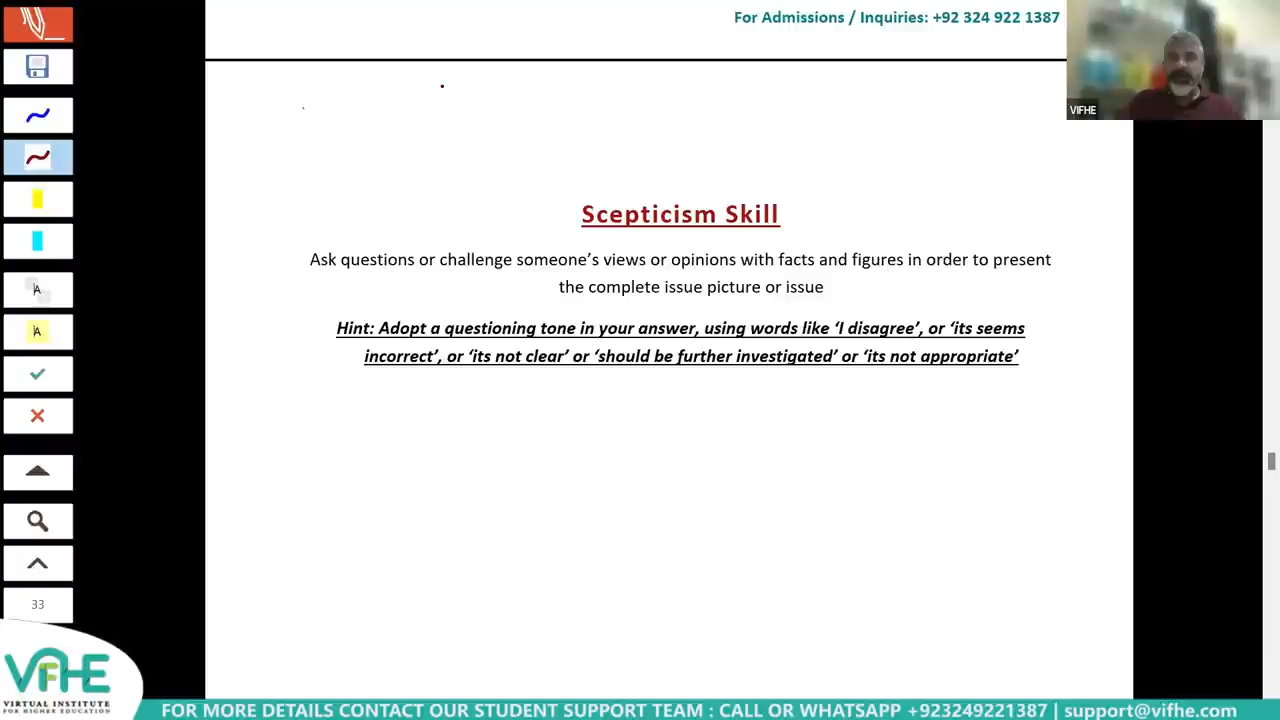 For Admissions / Inquiries: +92 324 922 1387
VIFHE
Scepticism Skill
Ask questions or challenge someone’s views or opinions with facts and figures in order to present
the complete issue picture or issue
Hint: Adopt a questioning tone in your answer, using words like ‘I disagree’, or ‘its seems
incorrect’, or ‘its not clear’ or ‘should be further investigated’ or ‘its not appropriate’
A
A
33
VIFHE
VIRTUAL INSTITUTE
FOR HIGHER EDUCATION
FOR MORE DETAILS CONTACT OUR STUDENT SUPPORT TEAM : CALL OR WHATSAPP +923249221387 | support@vifhe.com